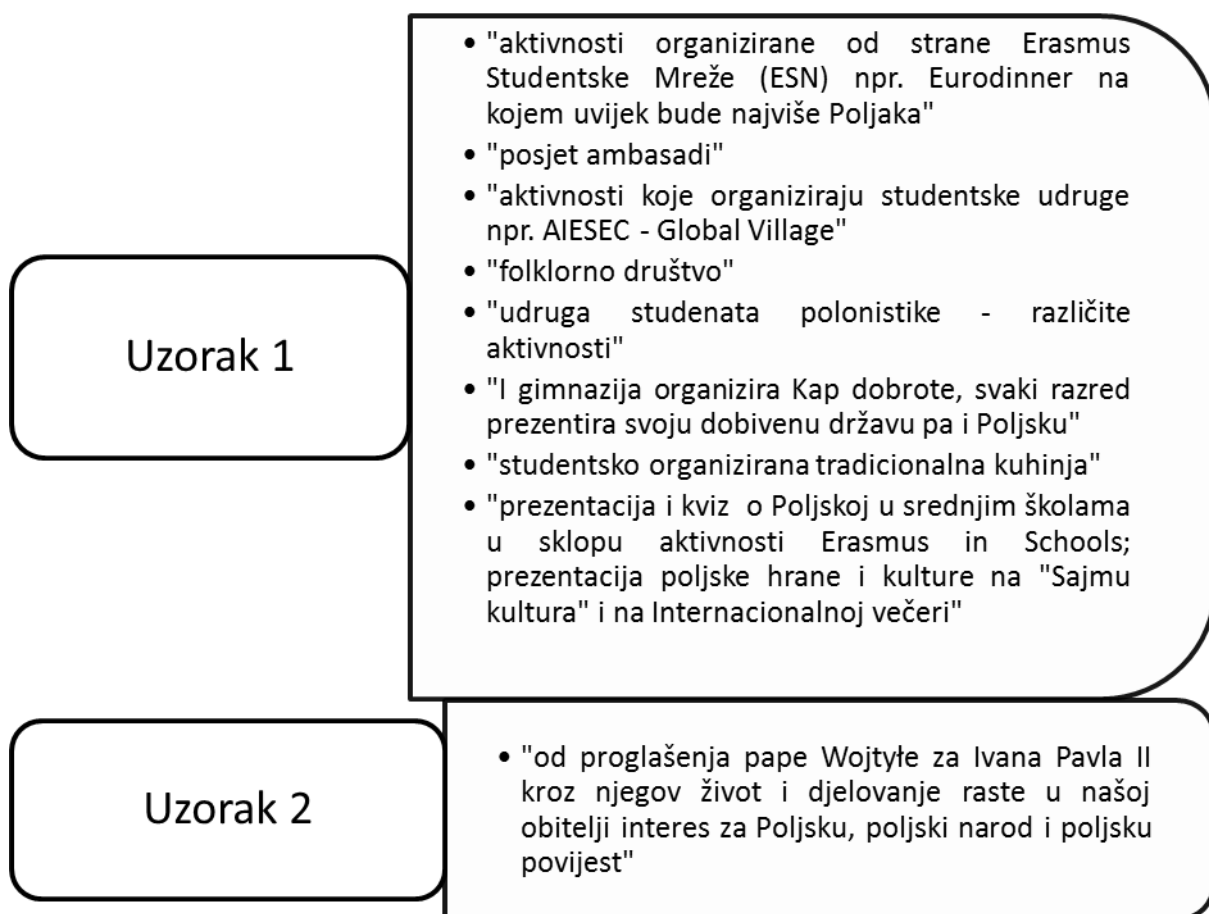 Uzorak 1
• "aktivnosti organizirane od strane Erasmus
Studentske Mreže (ESN) npr. Eurodinner na
kojem uvijek bude najviše Poljaka"
• "posjet ambasadi"
• "aktivnosti koje organiziraju studentske udruge
npr. AIESEC - Global Village"
• "folklorno društvo"
• "udruga studenata polonistike - različite
aktivnosti"
• "I gimnazija organizira Kap dobrote, svaki razred
prezentira svoju dobivenu državu pa i Poljsku"
• "studentsko organizirana tradicionalna kuhinja"
• "prezentacija i kviz o Poljskoj u srednjim školama
u sklopu aktivnosti Erasmus in Schools;
prezentacija poljske hrane i kulture na "Sajmu
kultura" i na Internacionalnoj večeri"
Uzorak 2
• "od proglašenja pape Wojtyłe za Ivana Pavla II
kroz njegov život i djelovanje raste u našoj
obitelji interes za Poljsku, poljski narod i poljsku
povijest"